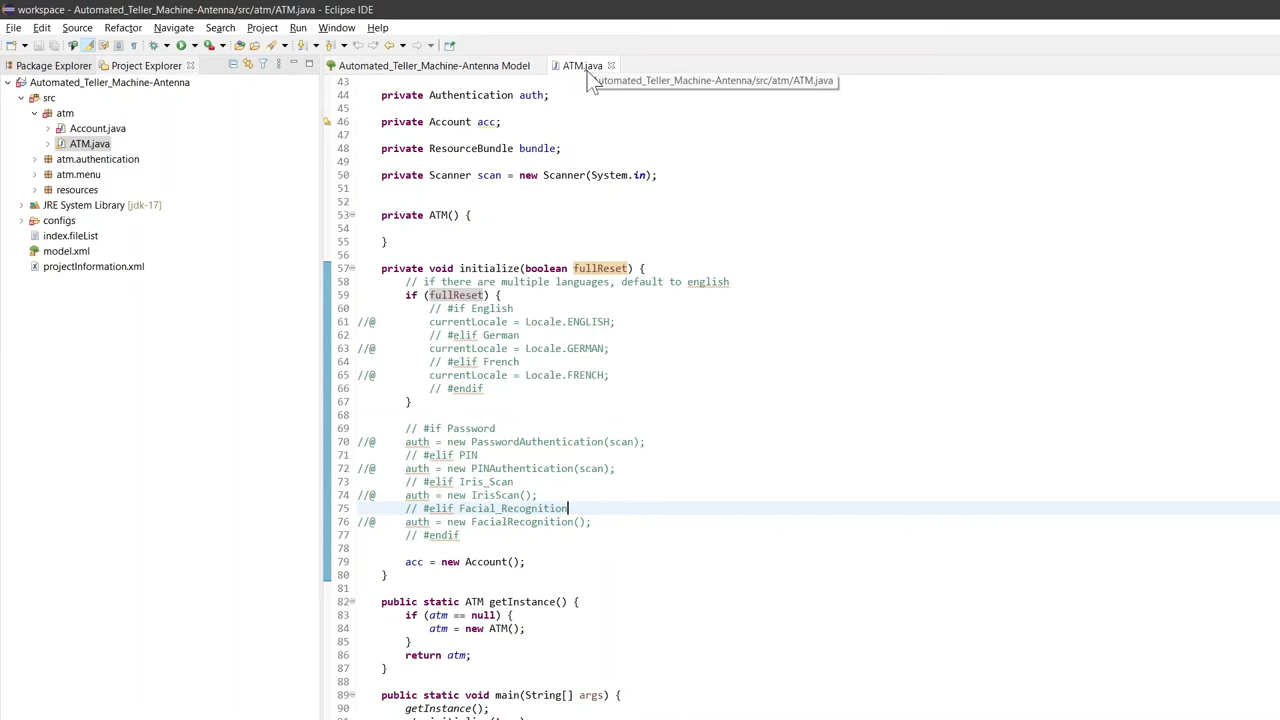 workspace - Automated_Teller_Machine-Antenna/src/atm/ATM.java - Eclipse IDE
File Edit Source Refactor Navigate Search Project Run Window Help
Package Explorer Project Explorer Automated_Teller_Machine-Antenna Model ATM.java
Automated_Teller_Machine-Antenna
src
atm
Account.java
ATM.java
atm.authentication
atm.menu
resources
JRE System Library [jdk-17]
configs
index.fileList
model.xml
projectInformation.xml
utomated_Teller_Machine-Antenna/src/atm/ATM.java
43
44 private Authentication auth;
45
46 private Account acc;
47
48 private ResourceBundle bundle;
49
50 private Scanner scan = new Scanner(System.in);
51
52
53 private ATM() {
54
55 }
56
57 private void initialize(boolean fullReset) {
58 // if there are multiple languages, default to english
59 if (fullReset) {
60 // #if English
61 //@ currentLocale = Locale.ENGLISH;
62 // #elif German
63 //@ currentLocale = Locale.GERMAN;
64 // #elif French
65 //@ currentLocale = Locale.FRENCH;
66 // #endif
67 }
68
69 // #if Password
70 //@ auth = new PasswordAuthentication(scan);
71 // #elif PIN
72 //@ auth = new PINAuthentication(scan);
73 // #elif Iris_Scan
74 //@ auth = new IrisScan();
75 // #elif Facial_Recognition
76 //@ auth = new FacialRecognition();
77 // #endif
78
79 acc = new Account();
80 }
81
82 public static ATM getInstance() {
83 if (atm == null) {
84 atm = new ATM();
85 }
86 return atm;
87 }
88
89 public static void main(String[] args) {
90 getInstance();